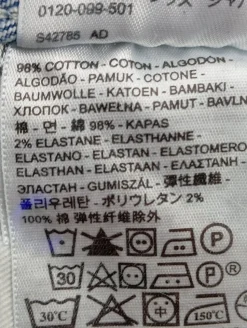 0120-099-501
S42785 AD
98% COTTON - COTON - ALGODON -
ALGODÃO - PAMUK - COTONE -
BAUMWOLLE - KATOEN - BAMBAKI -
ХЛОПОК - BAWEŁNA - PAMUT - BAVLN
棉 - 면 - 綿 98% - KAPAS
2% ELASTANE - ELASTHANNE -
ELASTANO - ELASTAN - ELASTOMERO
ELASTAAN - ΕΛΑΣΤΑΝΗ -
ЭЛАСТАН - GUMISZÁL - 彈性纖維 -
폴리우레탄 - ポリウレタン 2%
100% 棉 弹性纤维除外
P
30 P ®
30°C 中 150°C